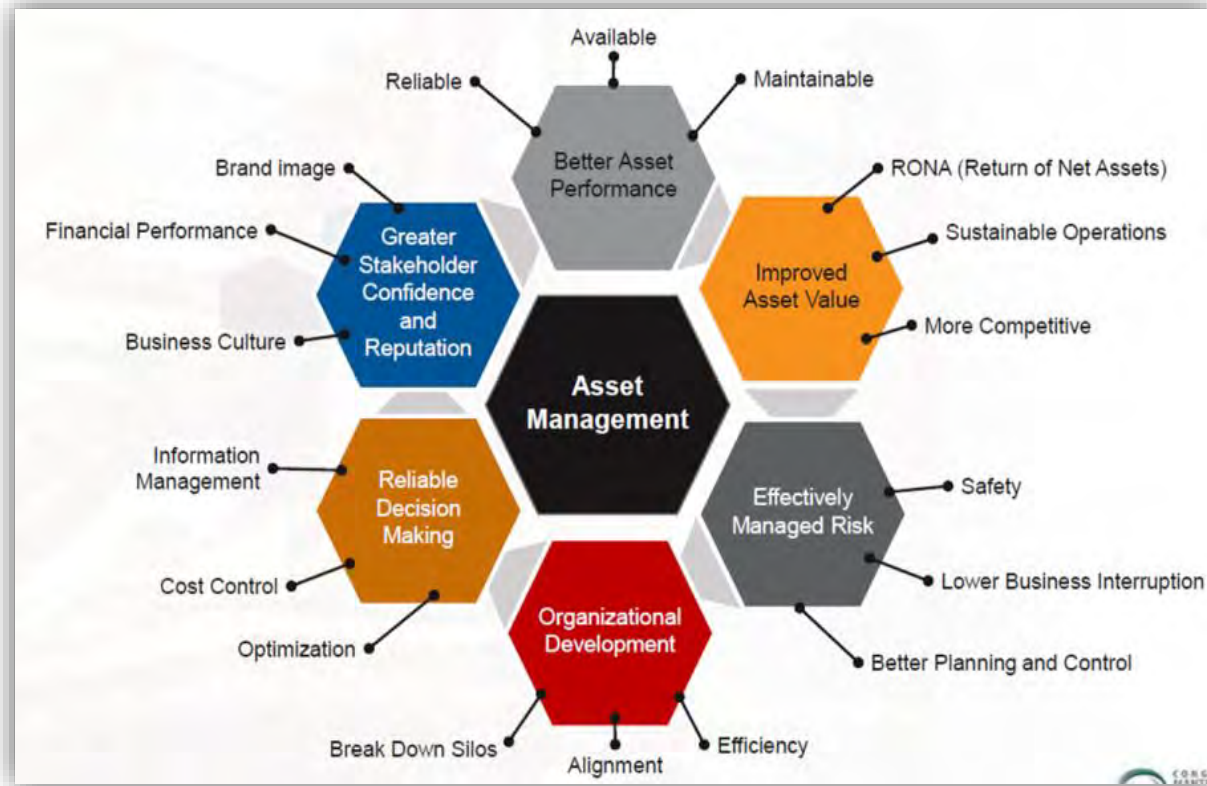 Available
Reliable
Maintainable
Better Asset
Performance
Brand image
RONA (Return of Net Assets)
Financial Performance
Sustainable Operations
Greater
Stakeholder
Confidence
and
Reputation
Improved
Asset Value
Business Culture
More Competitive
Asset
Management
Information
Management
Reliable
Decision
Making
Effectively
Managed Risk
Safety
Cost Control
Lower Business Interruption
Optimization
Organizational
Development
Better Planning and Control
Break Down Silos
Alignment
Efficiency